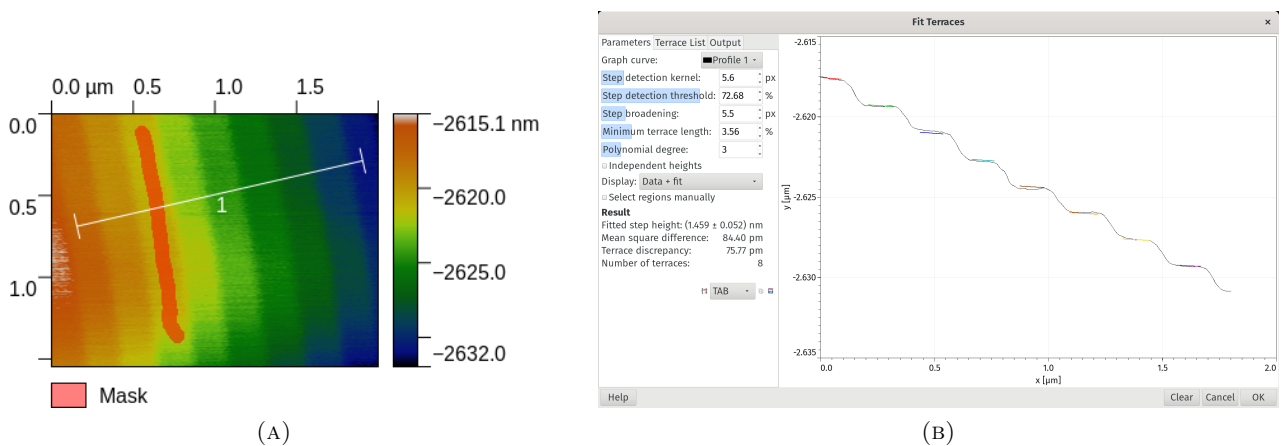 0.0 µm 0.5 1.0 1.5
0.0
0.5
1.0
1
−2615.1 nm
−2620.0
−2625.0
−2632.0
Mask
(A)
Fit Terraces ×
Parameters Terrace List Output
Graph curve: Profile 1
Step detection kernel: 5.6 px
Step detection threshold: 72.68 %
Step broadening: 5.5 px
Minimum terrace length: 3.56 %
Polynomial degree: 3
Independent heights
Display: Data + fit
Select regions manually
Result
Fitted step height: (1.459 ± 0.052) nm
Mean square difference: 84.40 pm
Terrace discrepancy: 75.77 pm
Number of terraces: 8
TAB
-2.615
-2.620
-2.625
-2.630
-2.635
y [µm]
0.0 0.5 1.0 1.5 2.0
x [µm]
Help Clear Cancel OK
(B)